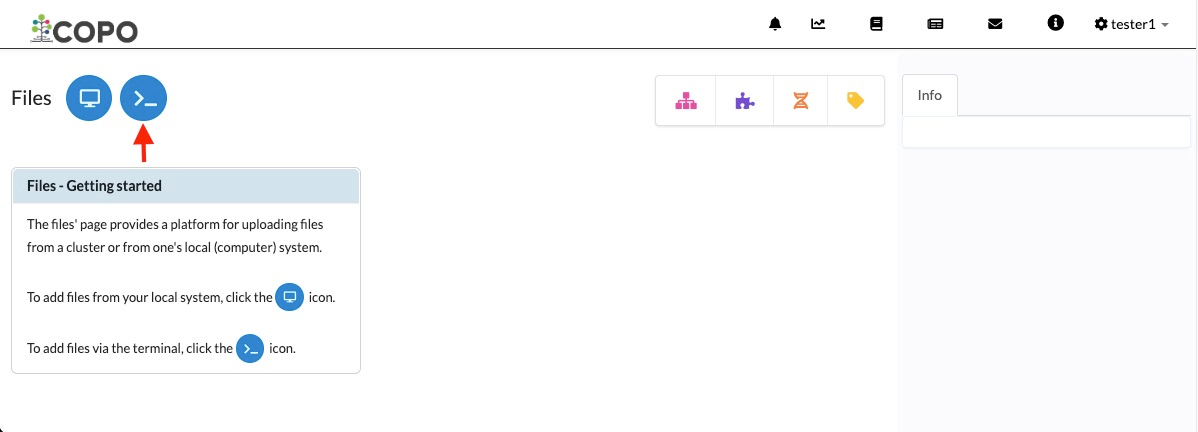 COPO
tester1
Files
Info
Files - Getting started
The files' page provides a platform for uploading files
from a cluster or from one's local (computer) system.
To add files from your local system, click the icon.
To add files via the terminal, click the icon.